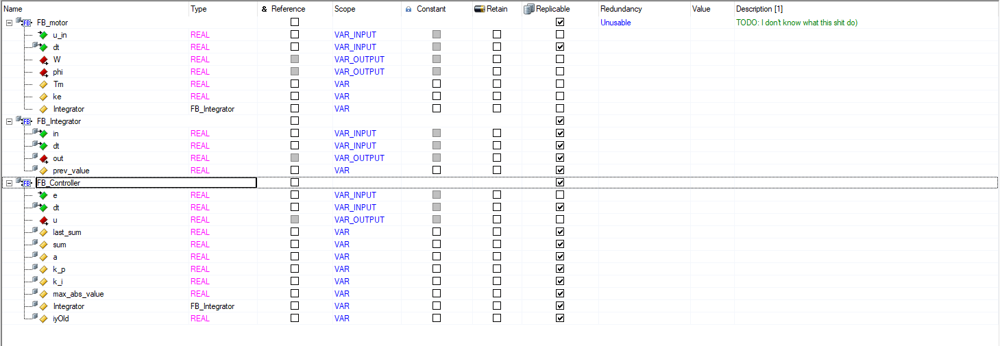 Name Type & Reference Scope Constant Retain Replicable Redundancy Value Description [1]
FB FB_motor Unusable TODO: I don't know what this shit do)
u_in REAL VAR_INPUT
dt REAL VAR_INPUT
W REAL VAR_OUTPUT
phi REAL VAR_OUTPUT
Tm REAL VAR
ke REAL VAR
Integrator FB_Integrator VAR
FB FB_Integrator
in REAL VAR_INPUT
dt REAL VAR_INPUT
out REAL VAR_OUTPUT
prev_value REAL VAR
FB FB_Controller
e REAL VAR_INPUT
dt REAL VAR_INPUT
u REAL VAR_OUTPUT
last_sum REAL VAR
sum REAL VAR
a REAL VAR
k_p REAL VAR
k_i REAL VAR
max_abs_value REAL VAR
Integrator FB_Integrator VAR
iyOld REAL VAR